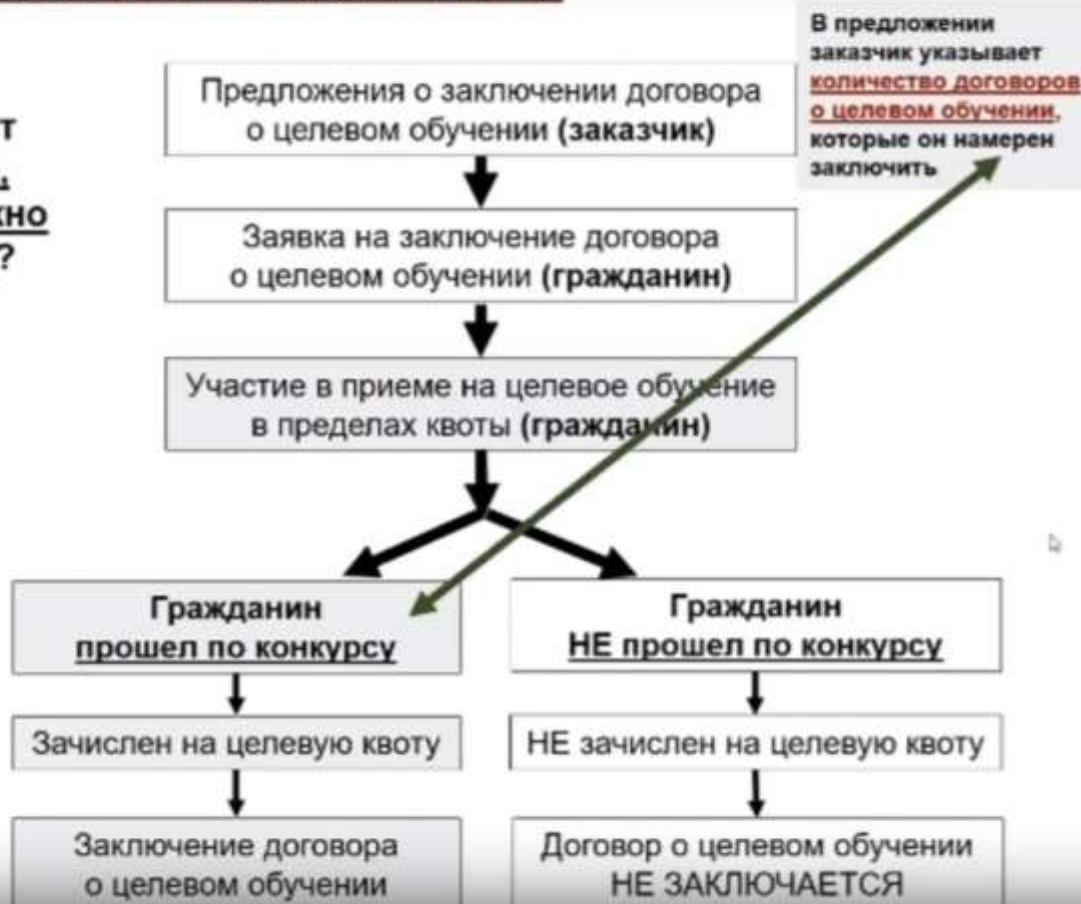 В предложении
заказчик указывает
количество договоров
о целевом обучении,
которые он намерен
заключить
Предложения о заключении договора
о целевом обучении (заказчик)
Заявка на заключение договора
о целевом обучении (гражданин)
Участие в приеме на целевое обучение
в пределах квоты (гражданин)
Гражданин
прошел по конкурсу
Зачислен на целевую квоту
Заключение договора
о целевом обучении
Гражданин
НЕ прошел по конкурсу
НЕ зачислен на целевую квоту
Договор о целевом обучении
НЕ ЗАКЛЮЧАЕТСЯ